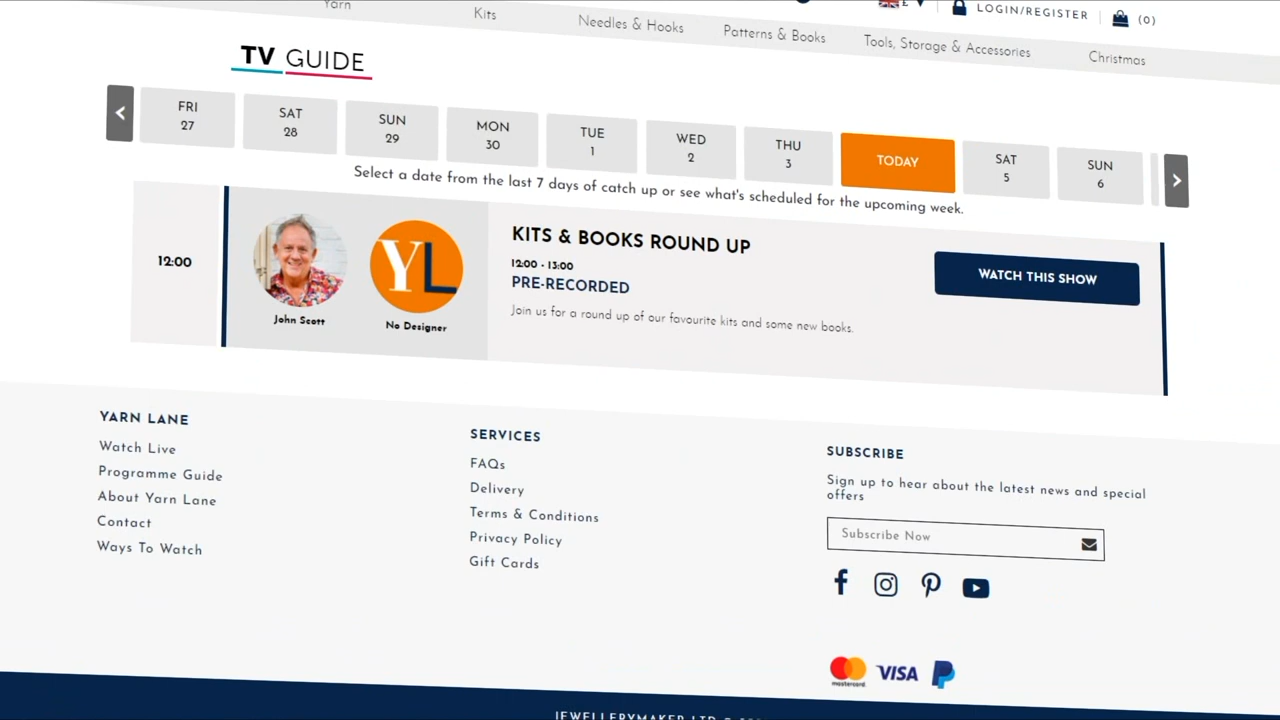 Yarn
Kits
Needles & Hooks
Patterns & Books
Tools, Storage & Accessories
Christmas
£
LOGIN/REGISTER
(0)
TV GUIDE
FRI
27
SAT
28
SUN
29
MON
30
TUE
1
WED
2
THU
3
TODAY
SAT
5
SUN
6
Select a date from the last 7 days of catch up or see what's scheduled for the upcoming week.
12:00
John Scott
YL
No Designer
KITS & BOOKS ROUND UP
12:00 - 13:00
PRE-RECORDED
Join us for a round up of our favourite kits and some new books.
WATCH THIS SHOW
YARN LANE
Watch Live
Programme Guide
About Yarn Lane
Contact
Ways To Watch
SERVICES
FAQs
Delivery
Terms & Conditions
Privacy Policy
Gift Cards
SUBSCRIBE
Sign up to hear about the latest news and special
offers
Subscribe Now
mastercard
VISA
JEWELLERYMAKER LTD ©